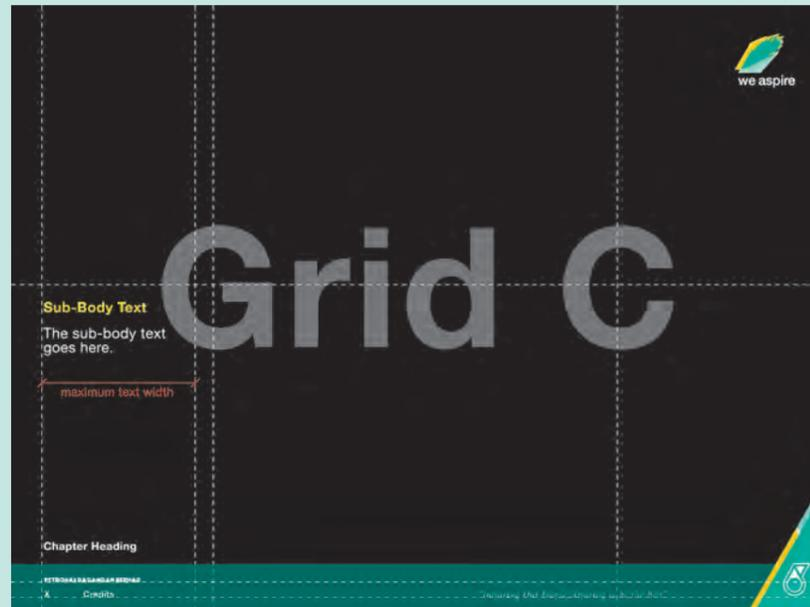 we aspire
Grid C
Sub-Body Text
The sub-body text
goes here.
maximum text width
Chapter Heading
PETRONAS DAGANGAN BERHAD
X Credits